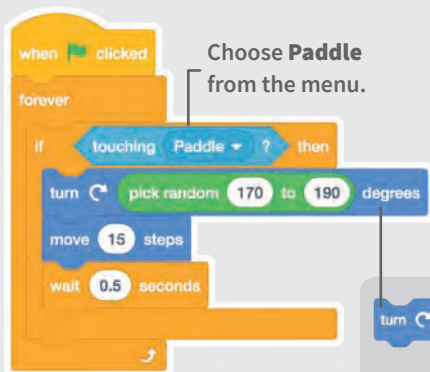 when clicked
Choose Paddle
from the menu.
forever
if touching Paddle ? then
turn pick random 170 to 190 degrees
move 15 steps
wait 0.5 seconds
turn